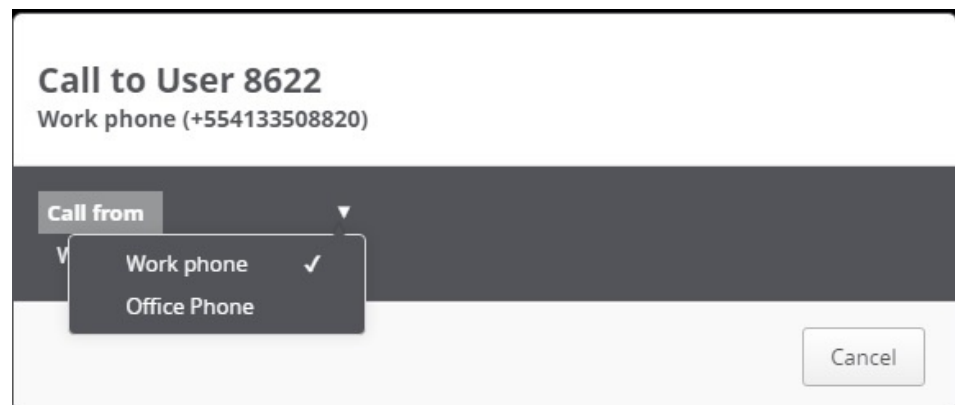 Call to User 8622
Work phone (+554133508820)
Call from
Work phone
Office Phone
Cancel